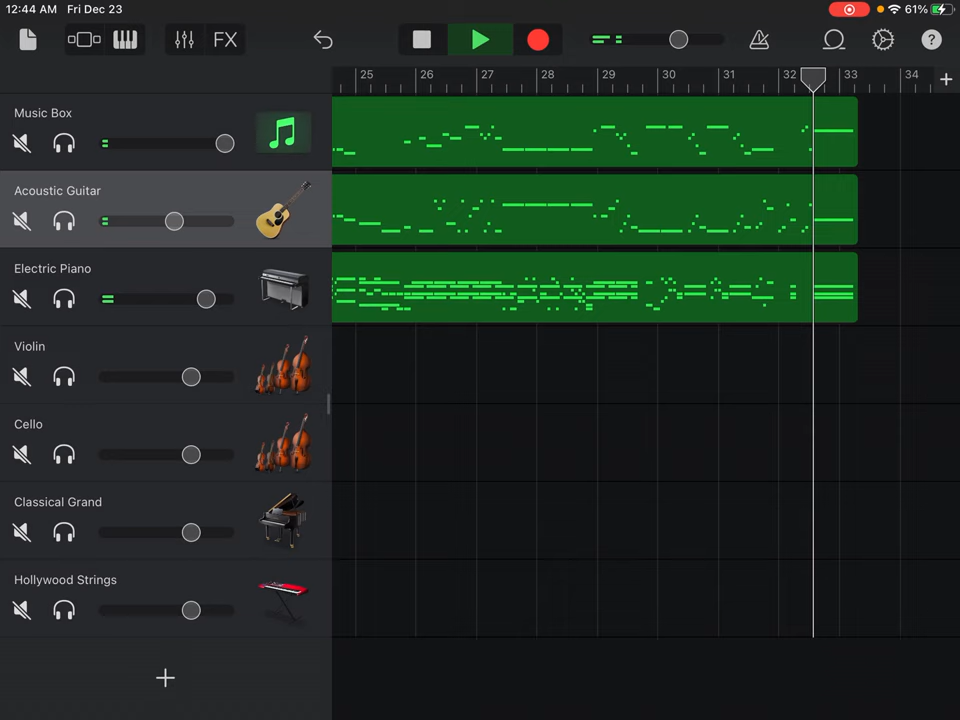 12:44 AM Fri Dec 23
61%
FX
?
25 26 27 28 29 30 31 32 33 34 +
Music Box
Acoustic Guitar
Electric Piano
Violin
Cello
Classical Grand
Hollywood Strings
+